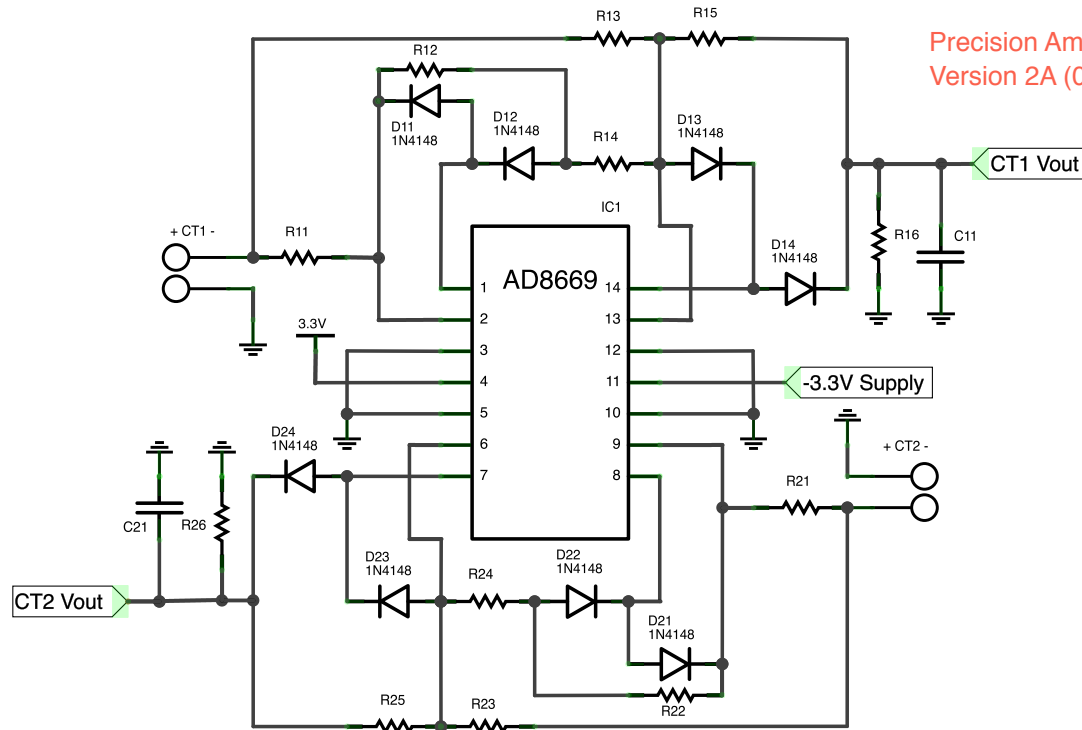 R13
R15
Precision Am
Version 2A (0
R12
D11
1N4148
D12
1N4148
R14
D13
1N4148
CT1 Vout
IC1
+ CT1 -
R11
D14
1N4148
R16
C11
AD8669
1
14
2
13
3.3V
3
12
4
11
-3.3V Supply
5
10
6
9
7
8
D24
1N4148
+ CT2 -
R21
C21
R26
D23
1N4148
R24
D22
1N4148
CT2 Vout
D21
1N4148
R22
R25
R23